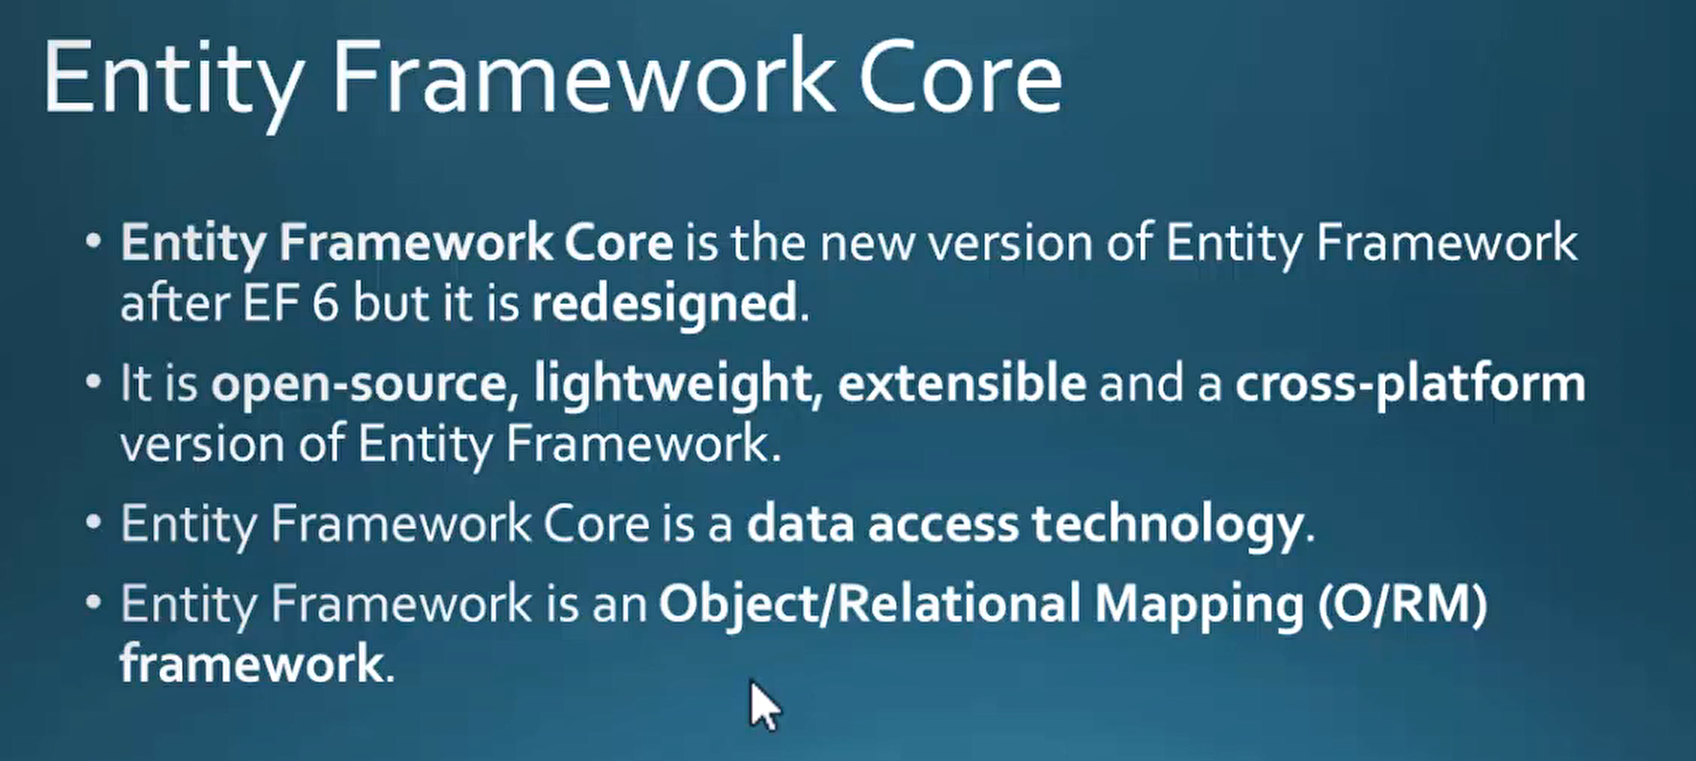 Entity Framework Core
• Entity Framework Core is the new version of Entity Framework
after EF 6 but it is redesigned.
• It is open-source, lightweight, extensible and a cross-platform
version of Entity Framework.
• Entity Framework Core is a data access technology.
• Entity Framework is an Object/Relational Mapping (O/RM)
framework.